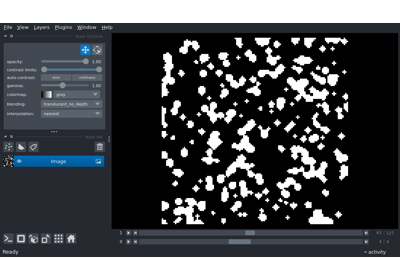 File View Layers Plugins Window Help
opacity: 1.00
contrast limits:
auto-contrast: once continuous
gamma: 1.00
colormap: gray
blending: translucent_no_depth
interpolation: nearest
Image
1
0
Ready
activity